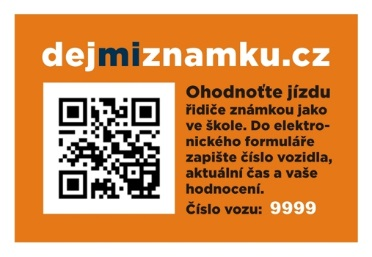 dejmiznamku.cz
Ohodnoťte jízdu
řidiče známkou jako
ve škole. Do elektro-
nického formuláře
zapište číslo vozidla,
aktuální čas a vaše
hodnocení.
Číslo vozu: 9999